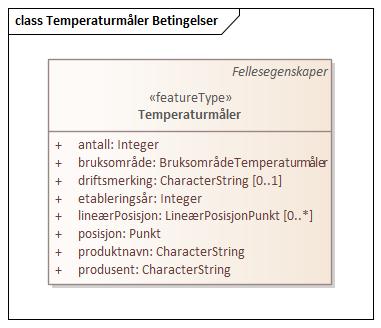 class Temperaturmåler Betingelser
Fellesegenskaper
«featureType»
Temperaturmåler
+ antall: Integer
+ bruksområde: BruksområdeTemperaturmåler
+ driftsmerking: CharacterString [0..1]
+ etableringsår: Integer
+ lineærPosisjon: LineærPosisjonPunkt [0..*]
+ posisjon: Punkt
+ produktnavn: CharacterString
+ produsent: CharacterString